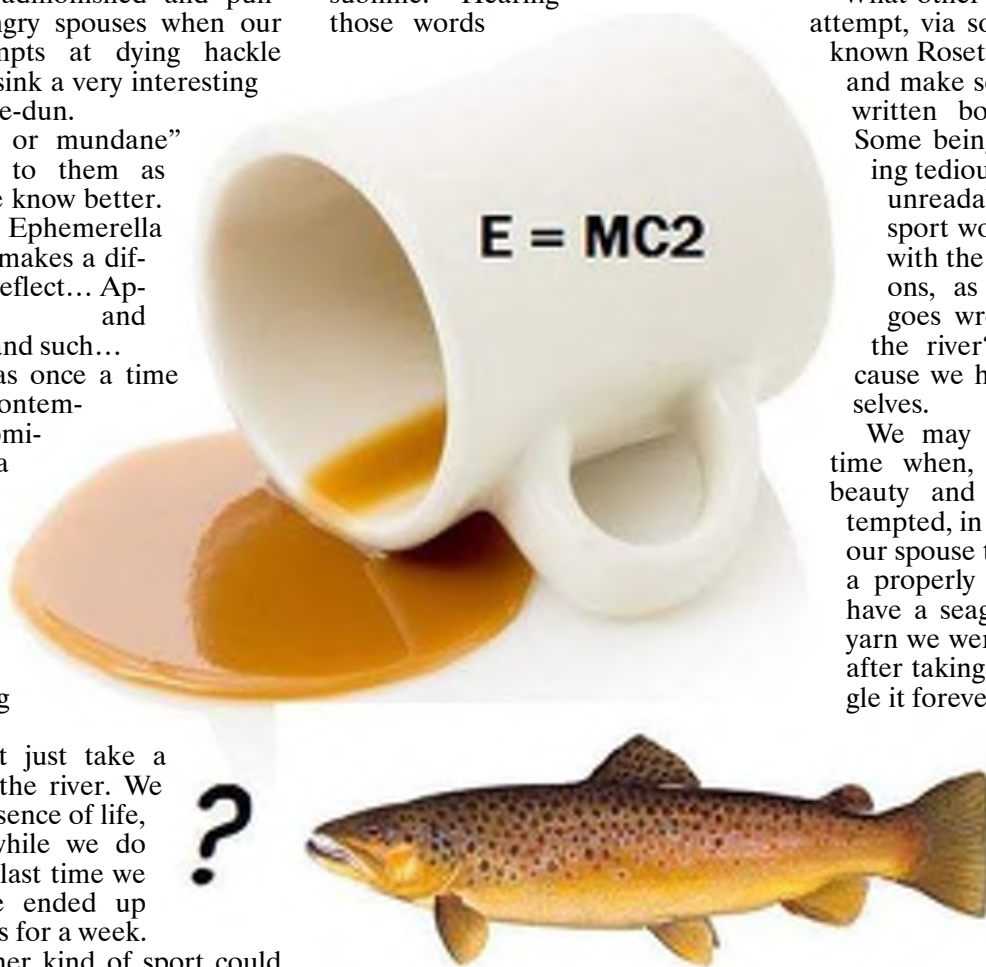 admonished and pun-
ngry spouses when our
mpts at dying hackle
sink a very interesting
e-dun.
or mundane”
to them as
e know better.
Ephemerella
makes a dif-
eflect… Ap-
and
and such…
as once a time
ontem-
omi-
a
g
t just take a
the river. We
sence of life,
while we do
last time we
e ended up
s for a week.
her kind of sport could
sublime. Hearing
those words
E = MC2
?
What other
attempt, via so
known Roset
and make s
written bo
Some being
ing tediou
unreada
sport wo
with the
ons, as
goes wr
the river?
cause we h
selves.
We may
time when,
beauty and
tempted, in
our spouse t
a properly
have a seag
yarn we wer
after taking
gle it foreve